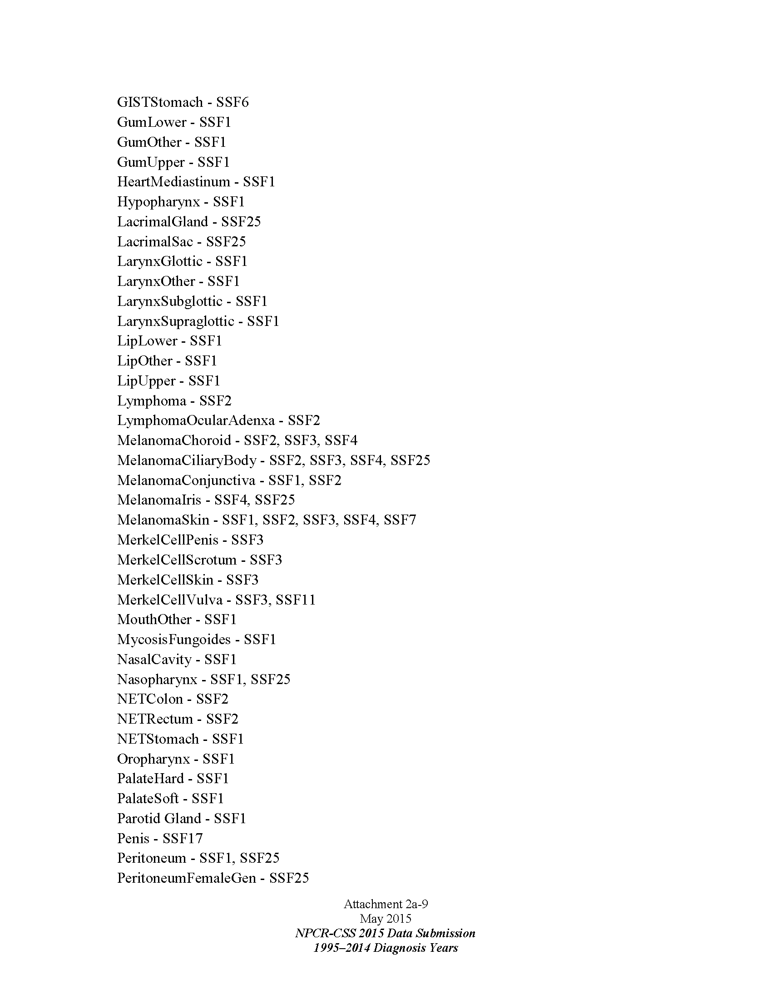 GISTStomach - SSF6
GumLower - SSF1
GumOther - SSF1
GumUpper - SSF1
HeartMediastinum - SSF1
Hypopharynx - SSF1
LacrimalGland - SSF25
LacrimalSac - SSF25
LarynxGlottic - SSF1
LarynxOther - SSF1
LarynxSubglottic - SSF1
LarynxSupraglottic - SSF1
LipLower - SSF1
LipOther - SSF1
LipUpper - SSF1
Lymphoma - SSF2
LymphomaOcularAdenxa - SSF2
MelanomaChoroid - SSF2, SSF3, SSF4
MelanomaCiliaryBody - SSF2, SSF3, SSF4, SSF25
MelanomaConjunctiva - SSF1, SSF2
MelanomaIris - SSF4, SSF25
MelanomaSkin - SSF1, SSF2, SSF3, SSF4, SSF7
MerkelCellPenis - SSF3
MerkelCellScrotum - SSF3
MerkelCellSkin - SSF3
MerkelCellVulva - SSF3, SSF11
MouthOther - SSF1
MycosisFungoides - SSF1
NasalCavity - SSF1
Nasopharynx - SSF1, SSF25
NETColon - SSF2
NETRectum - SSF2
NETStomach - SSF1
Oropharynx - SSF1
PalateHard - SSF1
PalateSoft - SSF1
Parotid Gland - SSF1
Penis - SSF17
Peritoneum - SSF1, SSF25
PeritoneumFemaleGen - SSF25
Attachment 2a-9
May 2015
NPCR-CSS 2015 Data Submission
1995–2014 Diagnosis Years